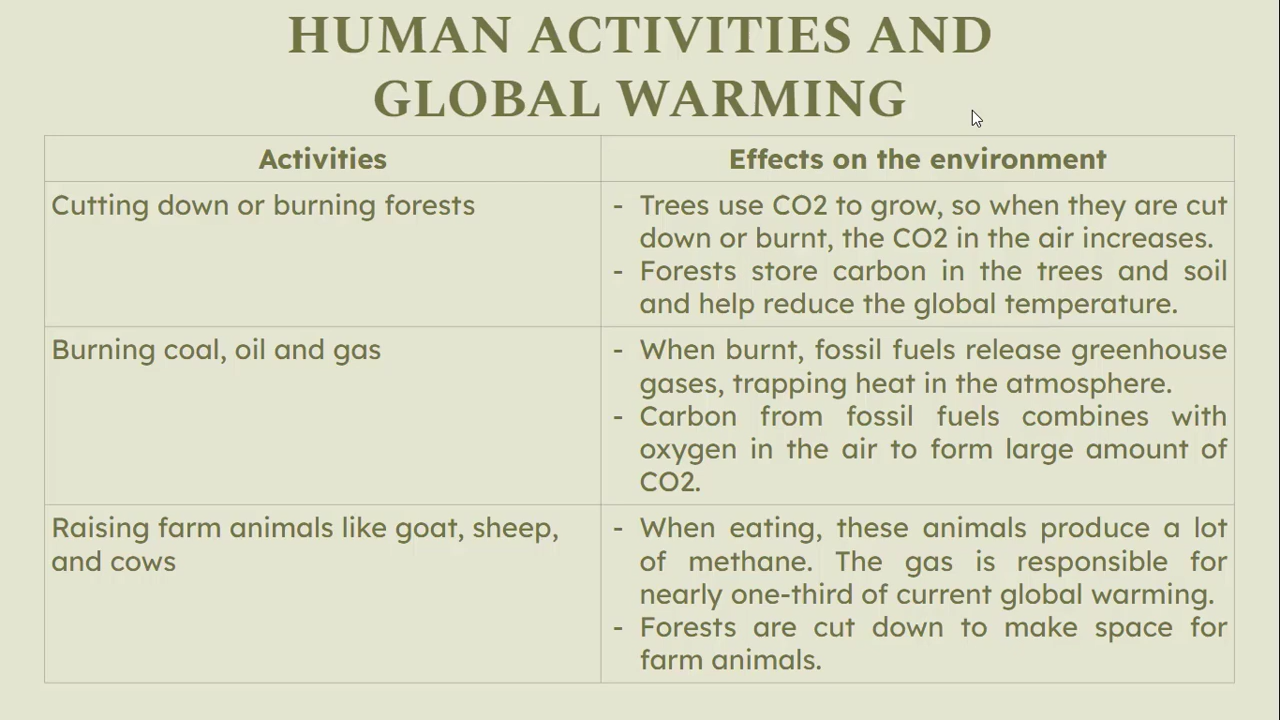 HUMAN ACTIVITIES AND
GLOBAL WARMING
Activities
Effects on the environment
Cutting down or burning forests
- Trees use CO2 to grow, so when they are cut
down or burnt, the CO2 in the air increases.
- Forests store carbon in the trees and soil
and help reduce the global temperature.
Burning coal, oil and gas
- When burnt, fossil fuels release greenhouse
gases, trapping heat in the atmosphere.
- Carbon from fossil fuels combines with
oxygen in the air to form large amount of
CO2.
Raising farm animals like goat, sheep,
and cows
- When eating, these animals produce a lot
of methane. The gas is responsible for
nearly one-third of current global warming.
- Forests are cut down to make space for
farm animals.